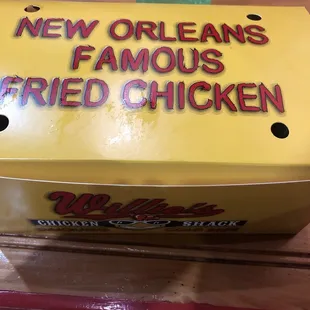 NEW ORLEANS
FAMOUS
FRIED CHICKEN
Willie's
CHICKEN SHACK